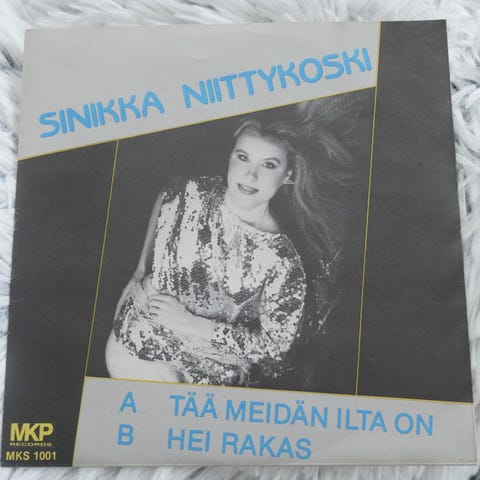 SINIKKA NIITTYKOSKI
A TÄÄ MEIDÄN ILTA ON
B HEI RAKAS
MKP
RECORDS
MKS 1001